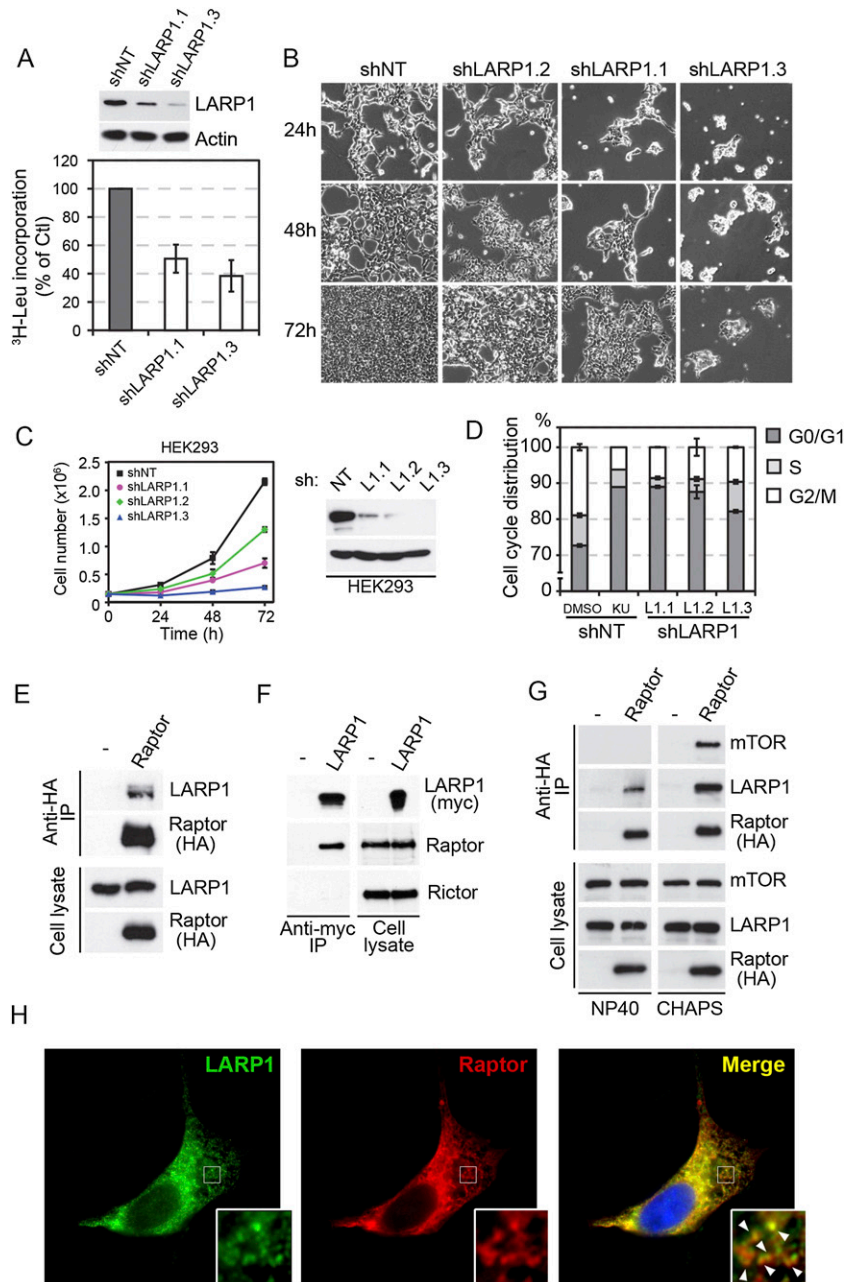 A
shNT
shLARP1.1
shLARP1.3
LARP1
Actin
³H-Leu incorporation
(% of Ctl)
120
100
80
60
40
20
0
shNT
shLARP1.1
shLARP1.3
B
shNT shLARP1.2 shLARP1.1 shLARP1.3
24h
48h
72h
C
HEK293
Cell number (x10⁶)
2.5
2.0
1.5
1.0
0.5
0
shNT
shLARP1.1
shLARP1.2
shLARP1.3
0 24 48 72
Time (h)
sh: NT L1.1 L1.2 L1.3
HEK293
D
Cell cycle distribution
%
100
90
80
70
G0/G1
S
G2/M
DMSO KU L1.1 L1.2 L1.3
shNT shLARP1
E
- Raptor
Anti-HA
IP
LARP1
Raptor
(HA)
Cell lysate
LARP1
Raptor
(HA)
F
- LARP1 - LARP1
LARP1
(myc)
Raptor
Rictor
Anti-myc
IP
Cell
lysate
G
- Raptor - Raptor
Anti-HA
IP
mTOR
LARP1
Raptor
(HA)
Cell lysate
mTOR
LARP1
Raptor
(HA)
NP40 CHAPS
H
LARP1
Raptor
Merge